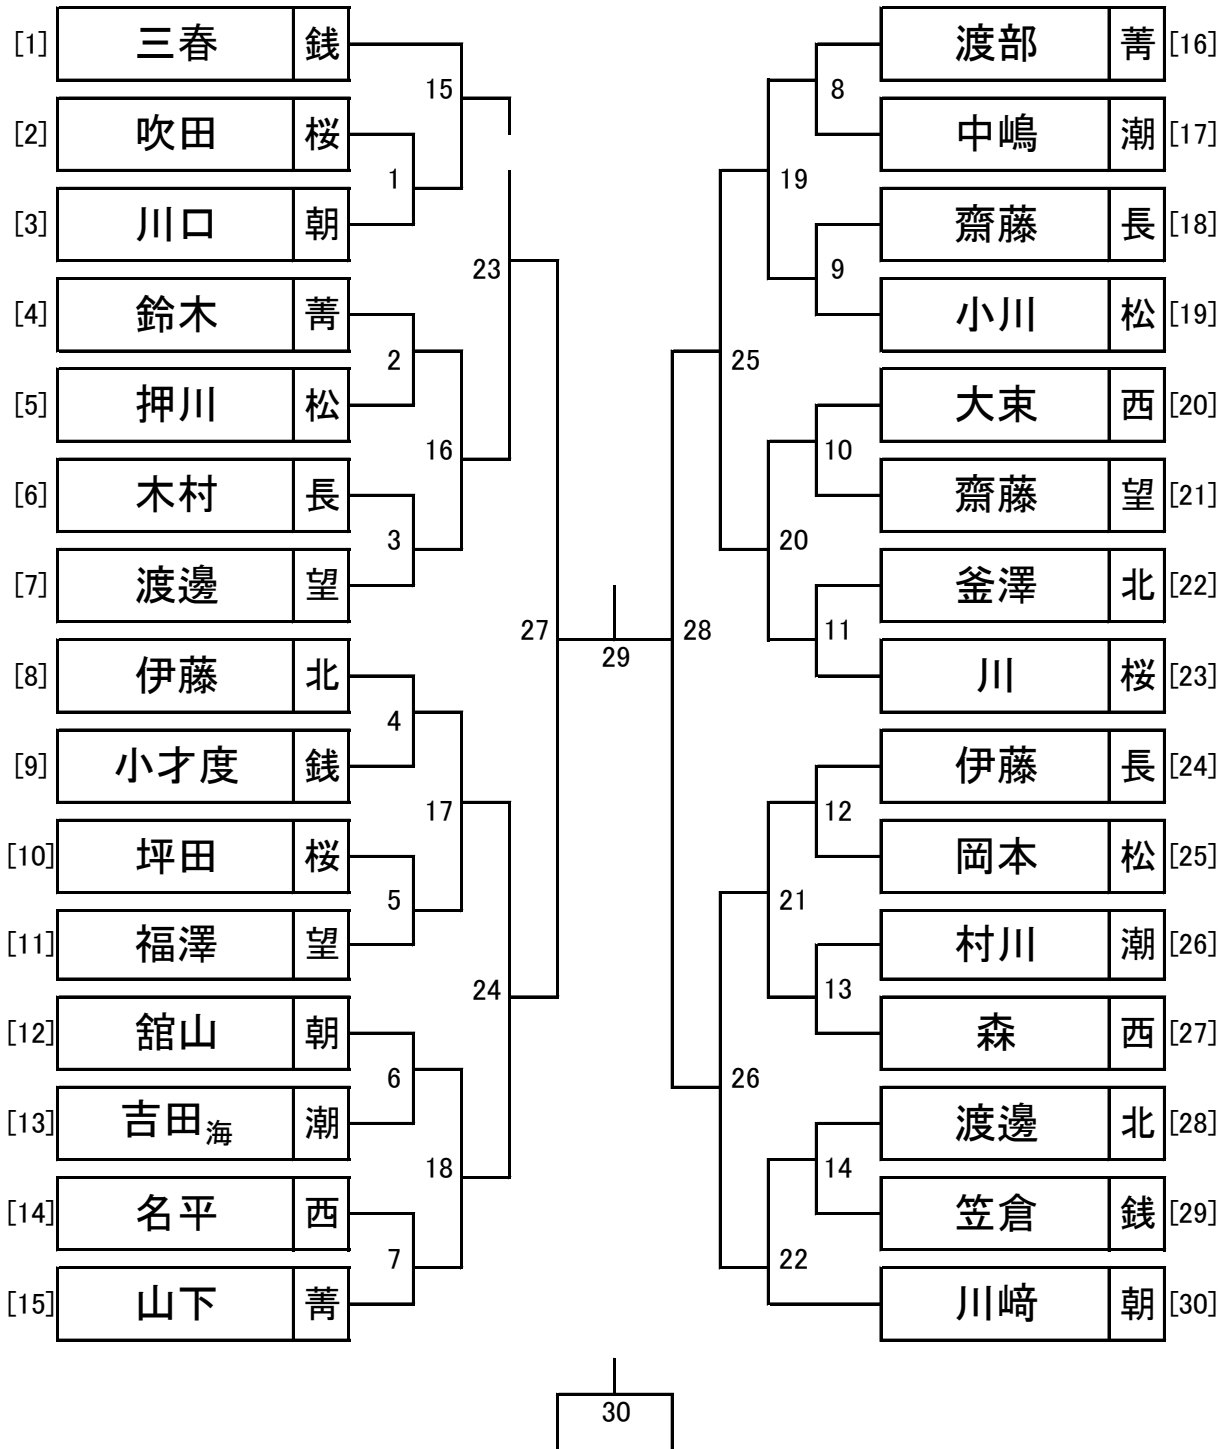 [1] 三春 銭
[2] 吹田 桜
[3] 川口 朝
[4] 鈴木 菁
[5] 押川 松
[6] 木村 長
[7] 渡邊 望
[8] 伊藤 北
[9] 小才度 銭
[10] 坪田 桜
[11] 福澤 望
[12] 舘山 朝
[13] 吉田海 潮
[14] 名平 西
[15] 山下 菁
15
1
23
2
16
3
27
4
17
5
24
6
18
7
29
28
8
19
9
25
10
20
11
12
21
13
26
14
22
渡部 菁 [16]
中嶋 潮 [17]
齋藤 長 [18]
小川 松 [19]
大束 西 [20]
齋藤 望 [21]
釜澤 北 [22]
川 桜 [23]
伊藤 長 [24]
岡本 松 [25]
村川 潮 [26]
森 西 [27]
渡邊 北 [28]
笠倉 銭 [29]
川﨑 朝 [30]
30